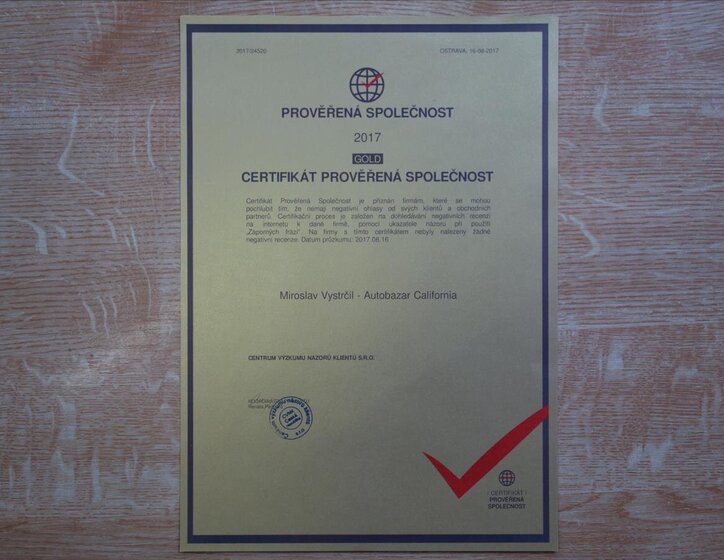 2017/24520
OSTRAVA, 16-08-2017
PROVĚŘENÁ SPOLEČNOST
2017
GOLD
CERTIFIKÁT PROVĚŘENÁ SPOLEČNOST
Certifikát Prověřená Společnost je přiznán firmám, které se mohou
pochlubit tím, že nemají negativní ohlasy od svých klientů a obchodních
partnerů. Certifikační proces je založen na dohledávání negativních recenzí
na internetu k dané firmě, pomocí ukazatele názoru při použití
„Záporných frází". Na firmy s tímto certifikátem nebyly nalezeny žádné
negativní recenze. Datum průzkumu: 2017.08.16
Miroslav Vystrčil - Autobazar California
CENTRUM VÝZKUMU NÁZORŮ KLIENTŮ S.R.O.
CERTIFIKÁT
PROVĚŘENÁ
SPOLEČNOST